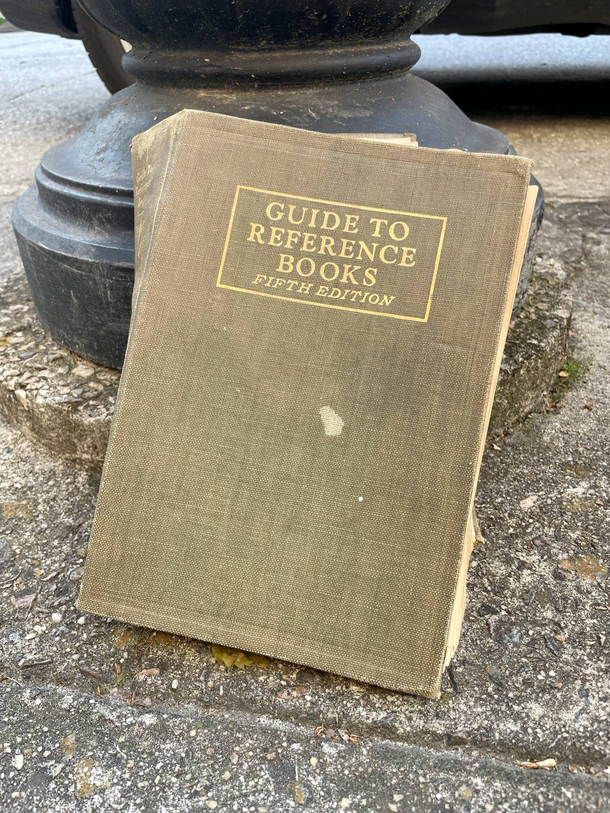 GUIDE TO
REFERENCE
BOOKS
FIFTH EDITION